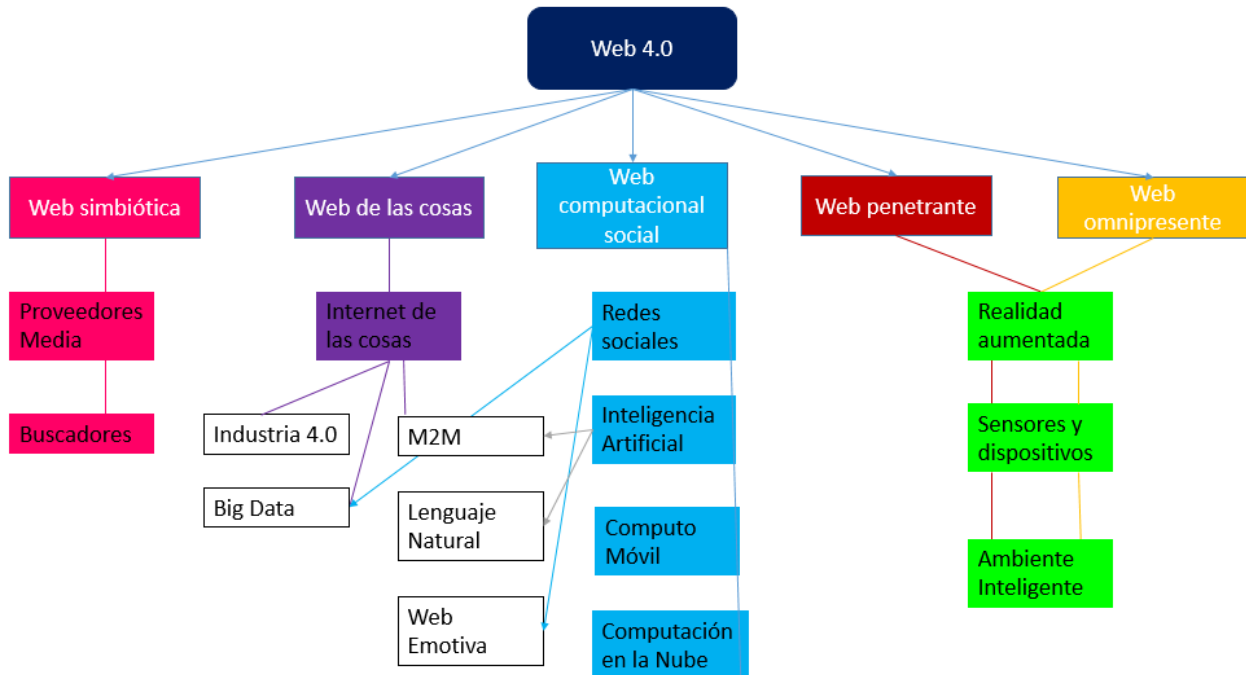 Web 4.0
Web simbiótica
Web de las cosas
Web
computacional
social
Web penetrante
Web
omnipresente
Proveedores
Media
Internet de
las cosas
Redes
sociales
Realidad
aumentada
Buscadores
Industria 4.0
M2M
Inteligencia
Artificial
Sensores y
dispositivos
Big Data
Lenguaje
Natural
Computo
Móvil
Ambiente
Inteligente
Web
Emotiva
Computación
en la Nube